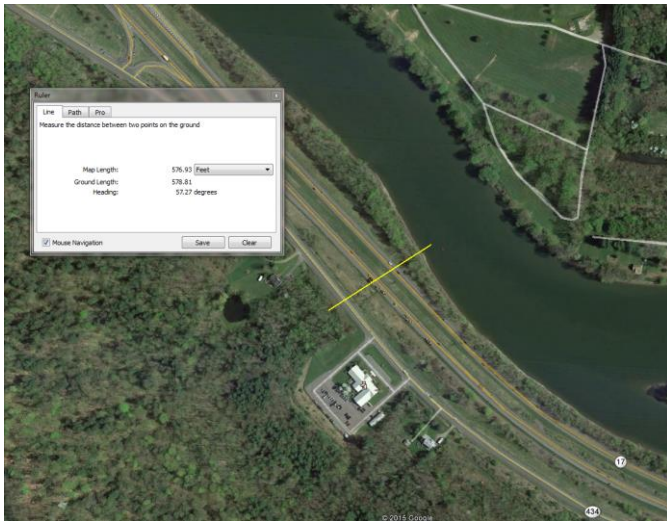 Ruler
Line Path Pro
Measure the distance between two points on the ground
Map Length: 576.93 Feet
Ground Length: 578.81
Heading: 57.27 degrees
Mouse Navigation Save Clear
17
434
© 2015 Google